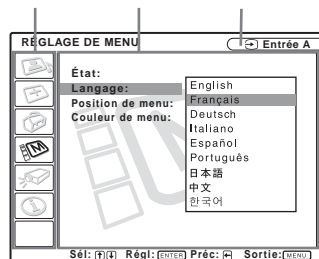 RÉGLAGE DE MENU
Entrée A
État:
Langage:
Position de menu:
Couleur de menu:
English
Français
Deutsch
Italiano
Español
Português
日本語
中文
한국어
Sél: Régl: ENTER Préc: Sortie: MENU